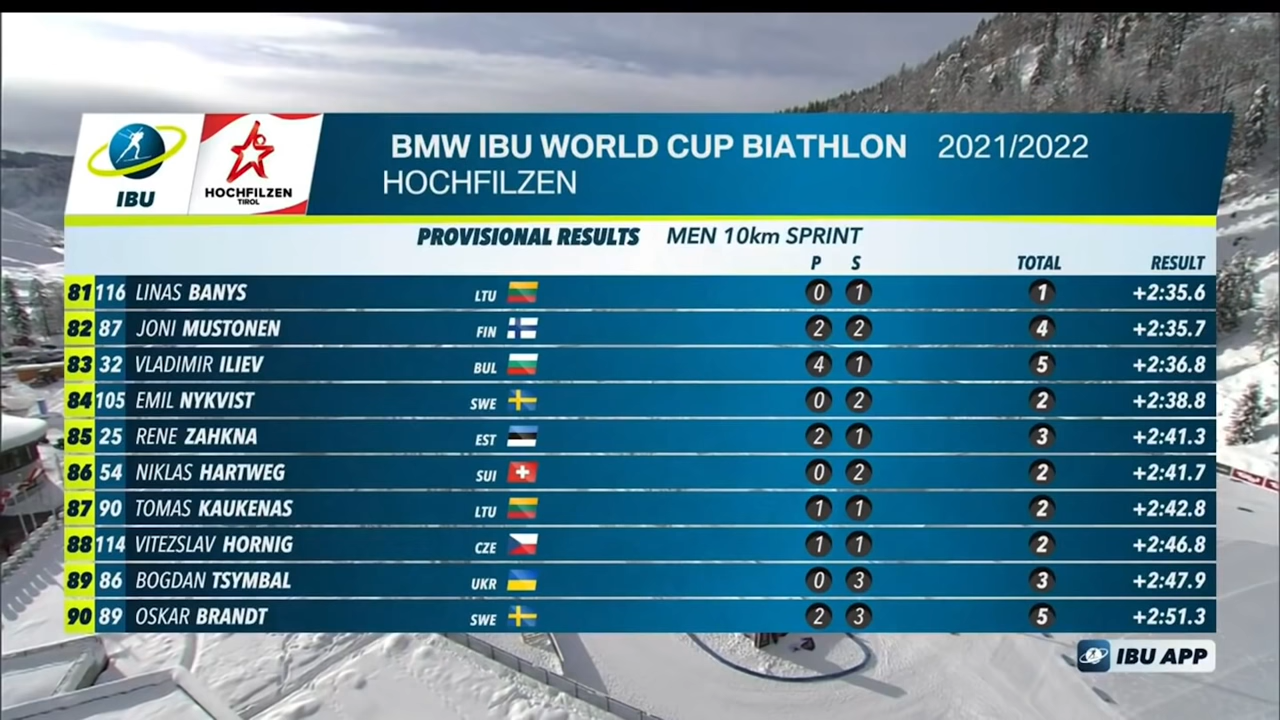 BMW IBU WORLD CUP BIATHLON 2021/2022
HOCHFILZEN
IBU
HOCHFILZEN
TIROL
PROVISIONAL RESULTS MEN 10km SPRINT
P S TOTAL RESULT
81 116 LINAS BANYS LTU 0 1 1 +2:35.6
82 87 JONI MUSTONEN FIN 2 2 4 +2:35.7
83 32 VLADIMIR ILIEV BUL 4 1 5 +2:36.8
84 105 EMIL NYKVIST SWE 0 2 2 +2:38.8
85 25 RENE ZAHKNA EST 2 1 3 +2:41.3
86 54 NIKLAS HARTWEG SUI 0 2 2 +2:41.7
87 90 TOMAS KAUKENAS LTU 1 1 2 +2:42.8
88 114 VITEZSLAV HORNIG CZE 1 1 2 +2:46.8
89 86 BOGDAN TSYMBAL UKR 0 3 3 +2:47.9
90 89 OSKAR BRANDT SWE 2 3 5 +2:51.3
IBU APP